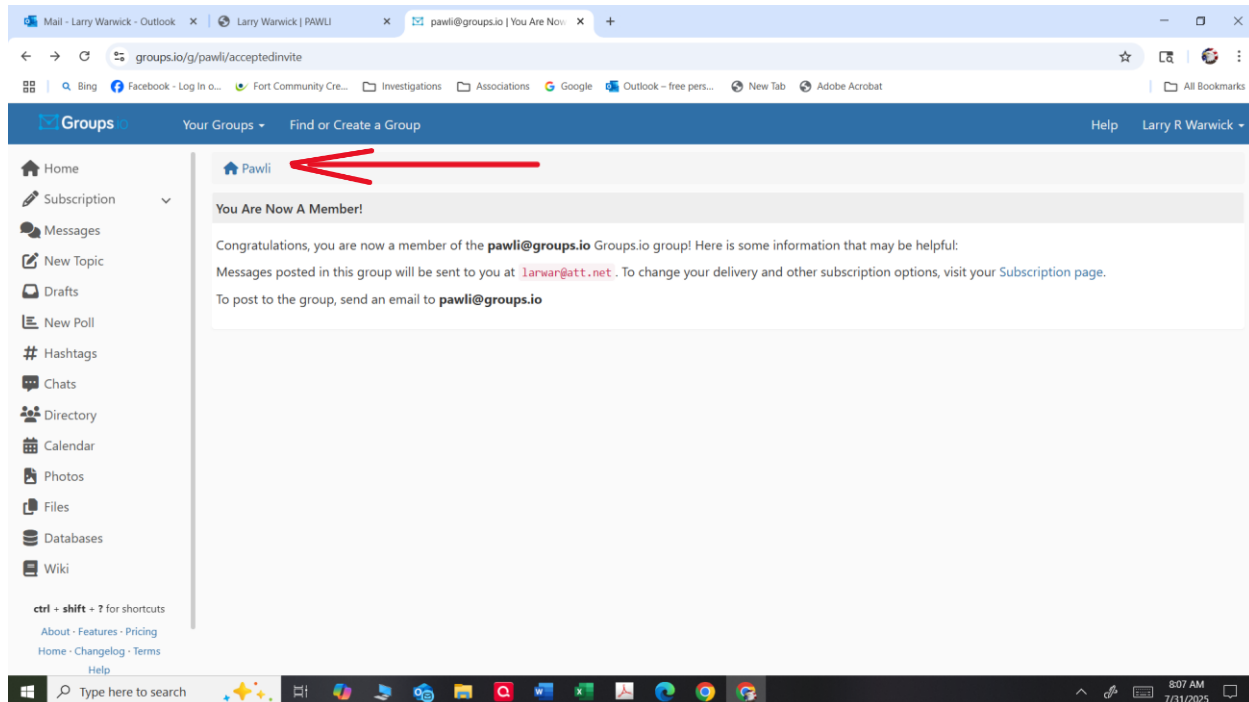 Mail - Larry Warwick - Outlook
Larry Warwick | PAWLI
pawli@groups.io | You Are Now
groups.io/g/pawli/acceptedinvite
Bing
Facebook - Log In o...
Fort Community Cre...
Investigations
Associations
Google
Outlook – free pers...
New Tab
Adobe Acrobat
All Bookmarks
Groups.io
Your Groups
Find or Create a Group
Help
Larry R Warwick
Home
Subscription
Messages
New Topic
Drafts
New Poll
Hashtags
Chats
Directory
Calendar
Photos
Files
Databases
Wiki
ctrl + shift + ? for shortcuts
About · Features · Pricing
Home · Changelog · Terms
Help
Pawli
You Are Now A Member!
Congratulations, you are now a member of the pawli@groups.io Groups.io group! Here is some information that may be helpful:
Messages posted in this group will be sent to you at larwar@att.net. To change your delivery and other subscription options, visit your Subscription page.
To post to the group, send an email to pawli@groups.io
Type here to search
8:07 AM
7/31/2025